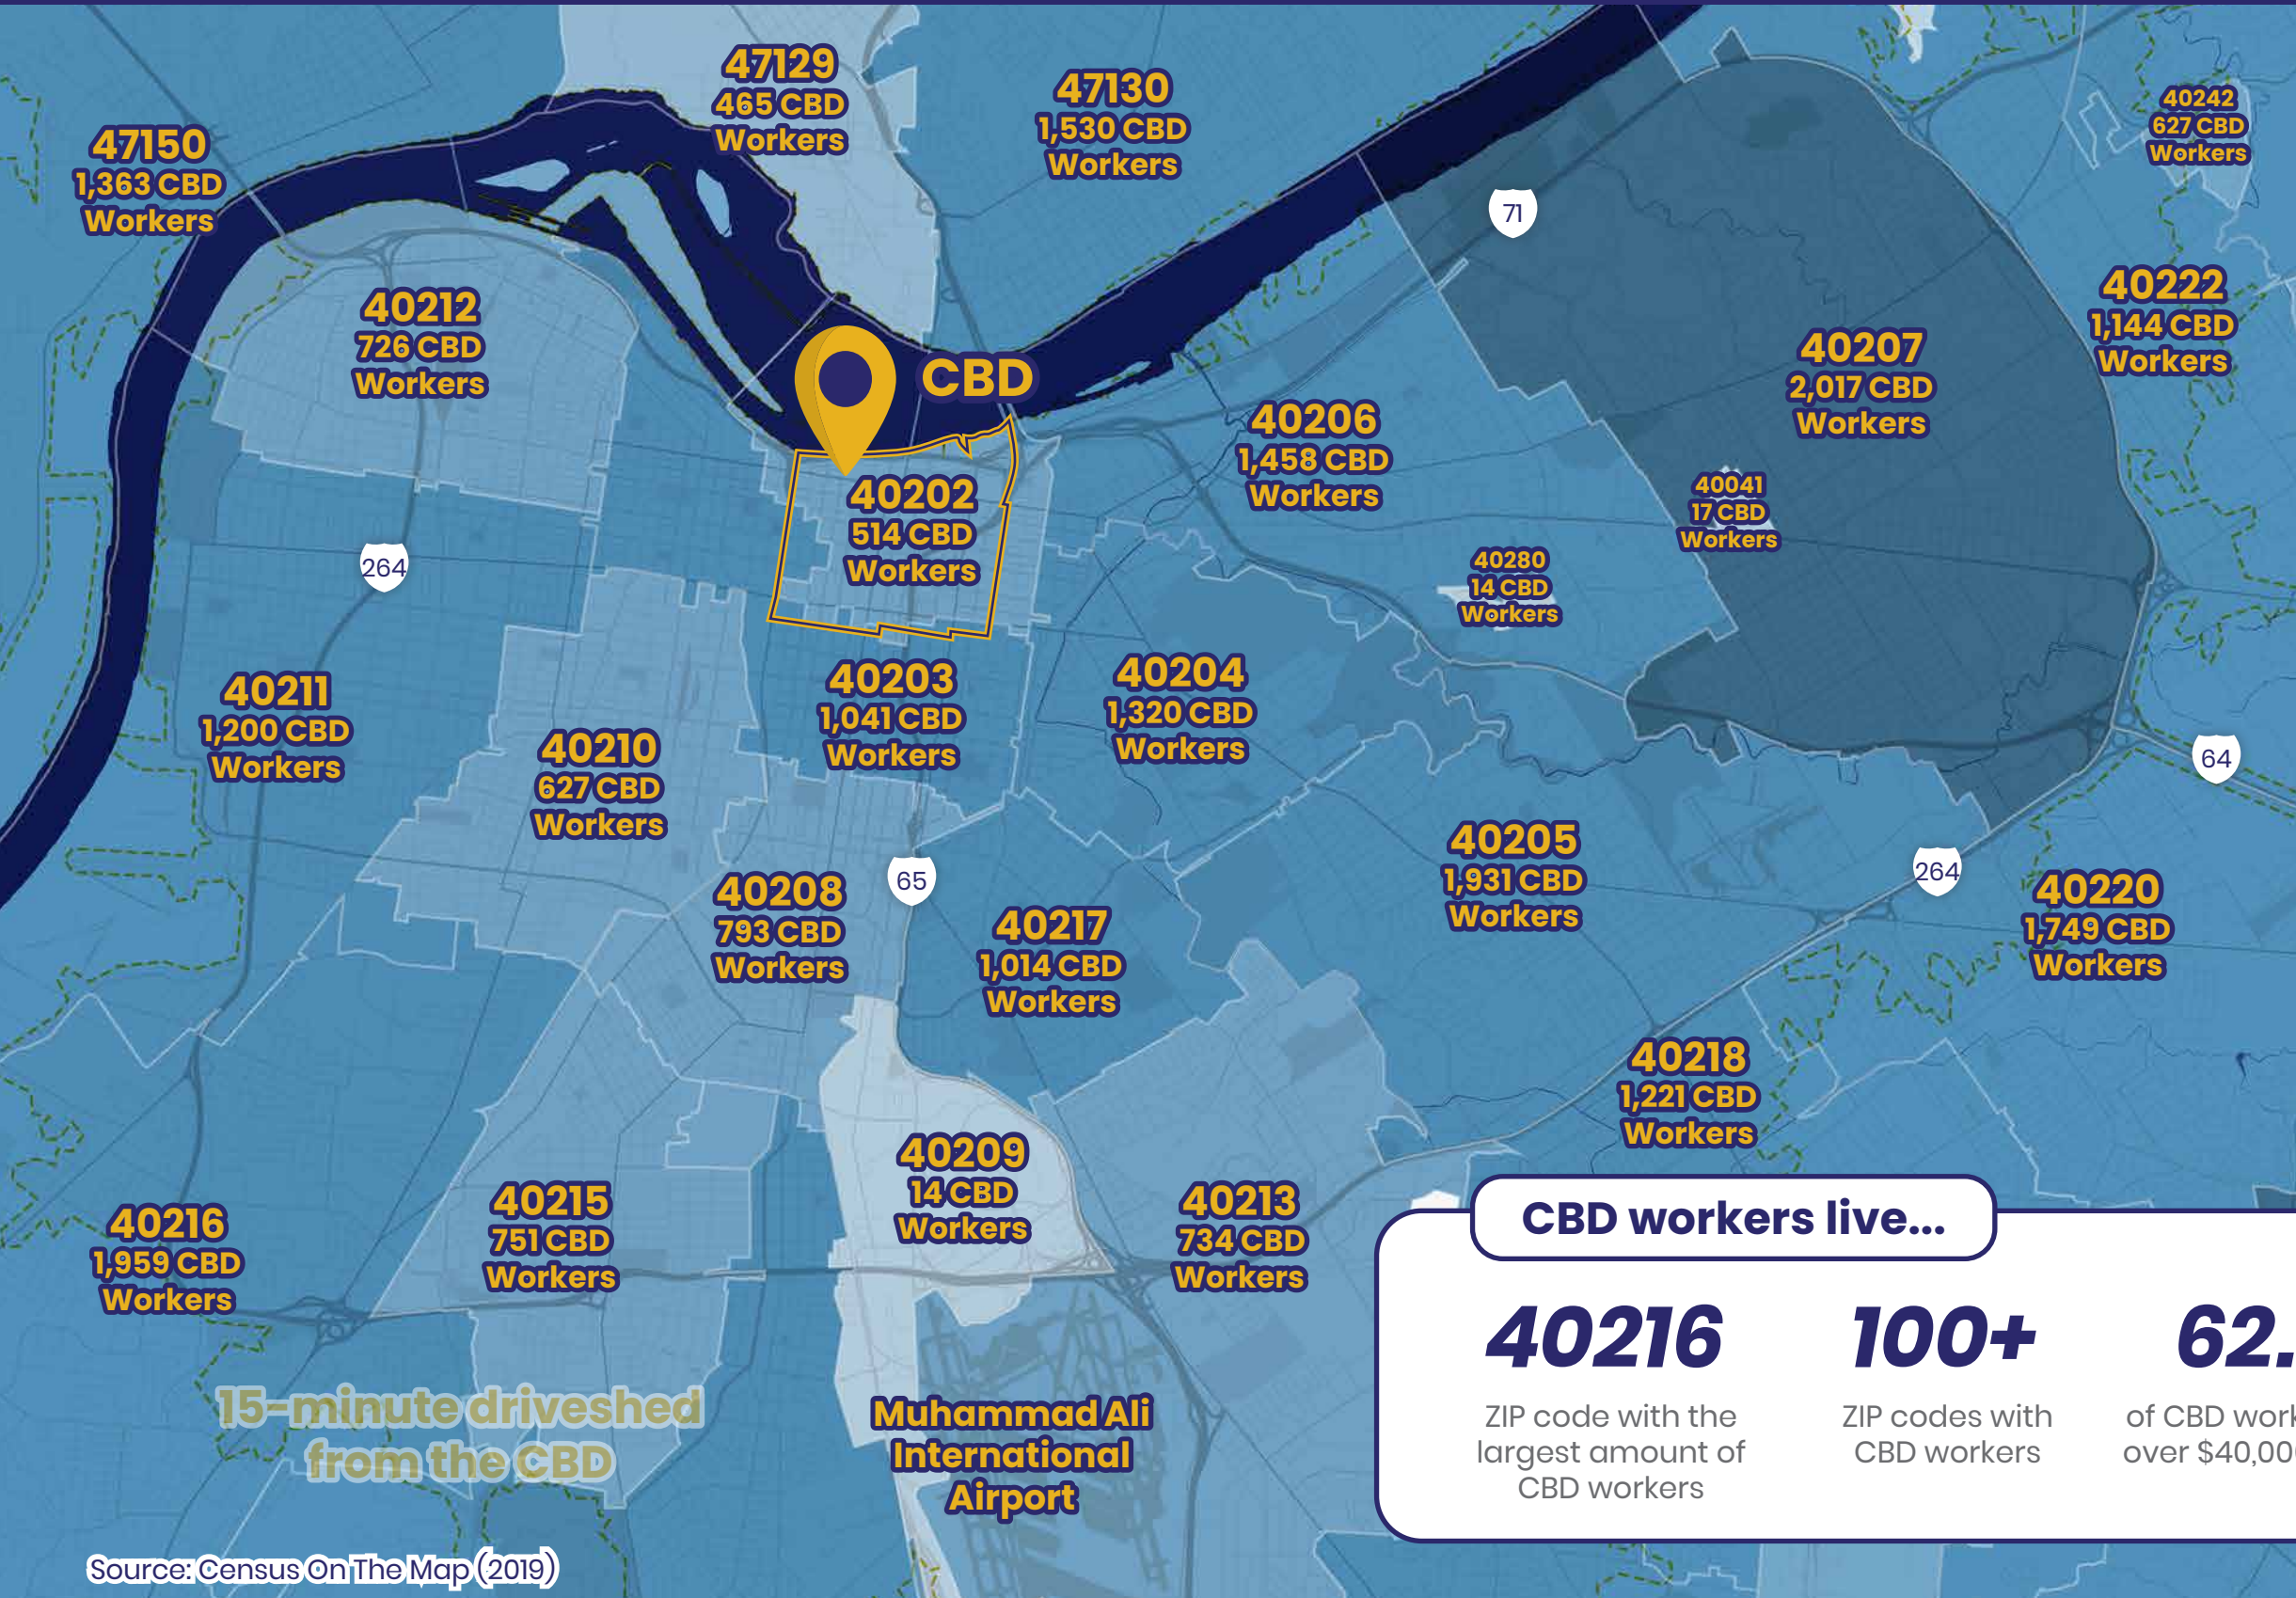 47129
465 CBD
Workers
47130
1,530 CBD
Workers
40242
627 CBD
Workers
47150
1,363 CBD
Workers
71
40212
726 CBD
Workers
40222
1,144 CBD
Workers
40207
2,017 CBD
Workers
CBD
40206
1,458 CBD
Workers
40202
514 CBD
Workers
40041
17 CBD
Workers
264
40280
14 CBD
Workers
40211
1,200 CBD
Workers
40203
1,041 CBD
Workers
40204
1,320 CBD
Workers
40210
627 CBD
Workers
64
40205
1,931 CBD
Workers
264
40208
793 CBD
Workers
65
40220
1,749 CBD
Workers
40217
1,014 CBD
Workers
40218
1,221 CBD
Workers
40209
14 CBD
Workers
40216
1,959 CBD
Workers
40215
751 CBD
Workers
40213
734 CBD
Workers
CBD workers live...
40216
ZIP code with the
largest amount of
CBD workers
100+
ZIP codes with
CBD workers
62.
of CBD
over
15-minute driveshed
from the CBD
Muhammad Ali
International
Airport
Source: Census On The Map (2019)